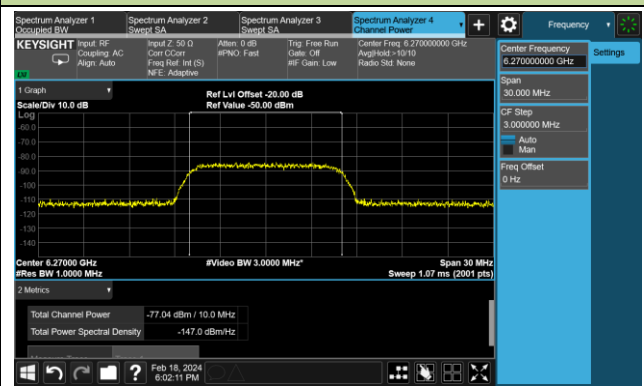 Spectrum Analyzer 1
Occupied BW
Spectrum Analyzer 2
Swept SA
Spectrum Analyzer 3
Swept SA
Spectrum Analyzer 4
Channel Power
Frequency
KEYSIGHT
Input: RF
Coupling: AC
Align: Auto
Input Z: 50 Ω
Corr CCorr
Freq Ref: Int (S)
NFE: Adaptive
Atten: 0 dB
#PNO: Fast
Trig: Free Run
Gate: Off
#IF Gain: Low
Center Freq: 6.270000000 GHz
Avg|Hold:>10/10
Radio Std: None
Center Frequency
6.270000000 GHz
Settings
Span
30.000 MHz
CF Step
3.000000 MHz
Auto
Man
Freq Offset
0 Hz
1 Graph
Scale/Div 10.0 dB
Ref Lvl Offset -20.00 dB
Ref Value -50.00 dBm
Log
-60.0
-70.0
-80.0
-90.0
-100
-110
-120
-130
-140
Center 6.27000 GHz
#Video BW 3.0000 MHz*
Span 30 MHz
#Res BW 1.0000 MHz
Sweep 1.07 ms (2001 pts)
2 Metrics
Total Channel Power
-77.04 dBm / 10.0 MHz
Total Power Spectral Density
-147.0 dBm/Hz
Feb 18, 2024
6:02:11 PM